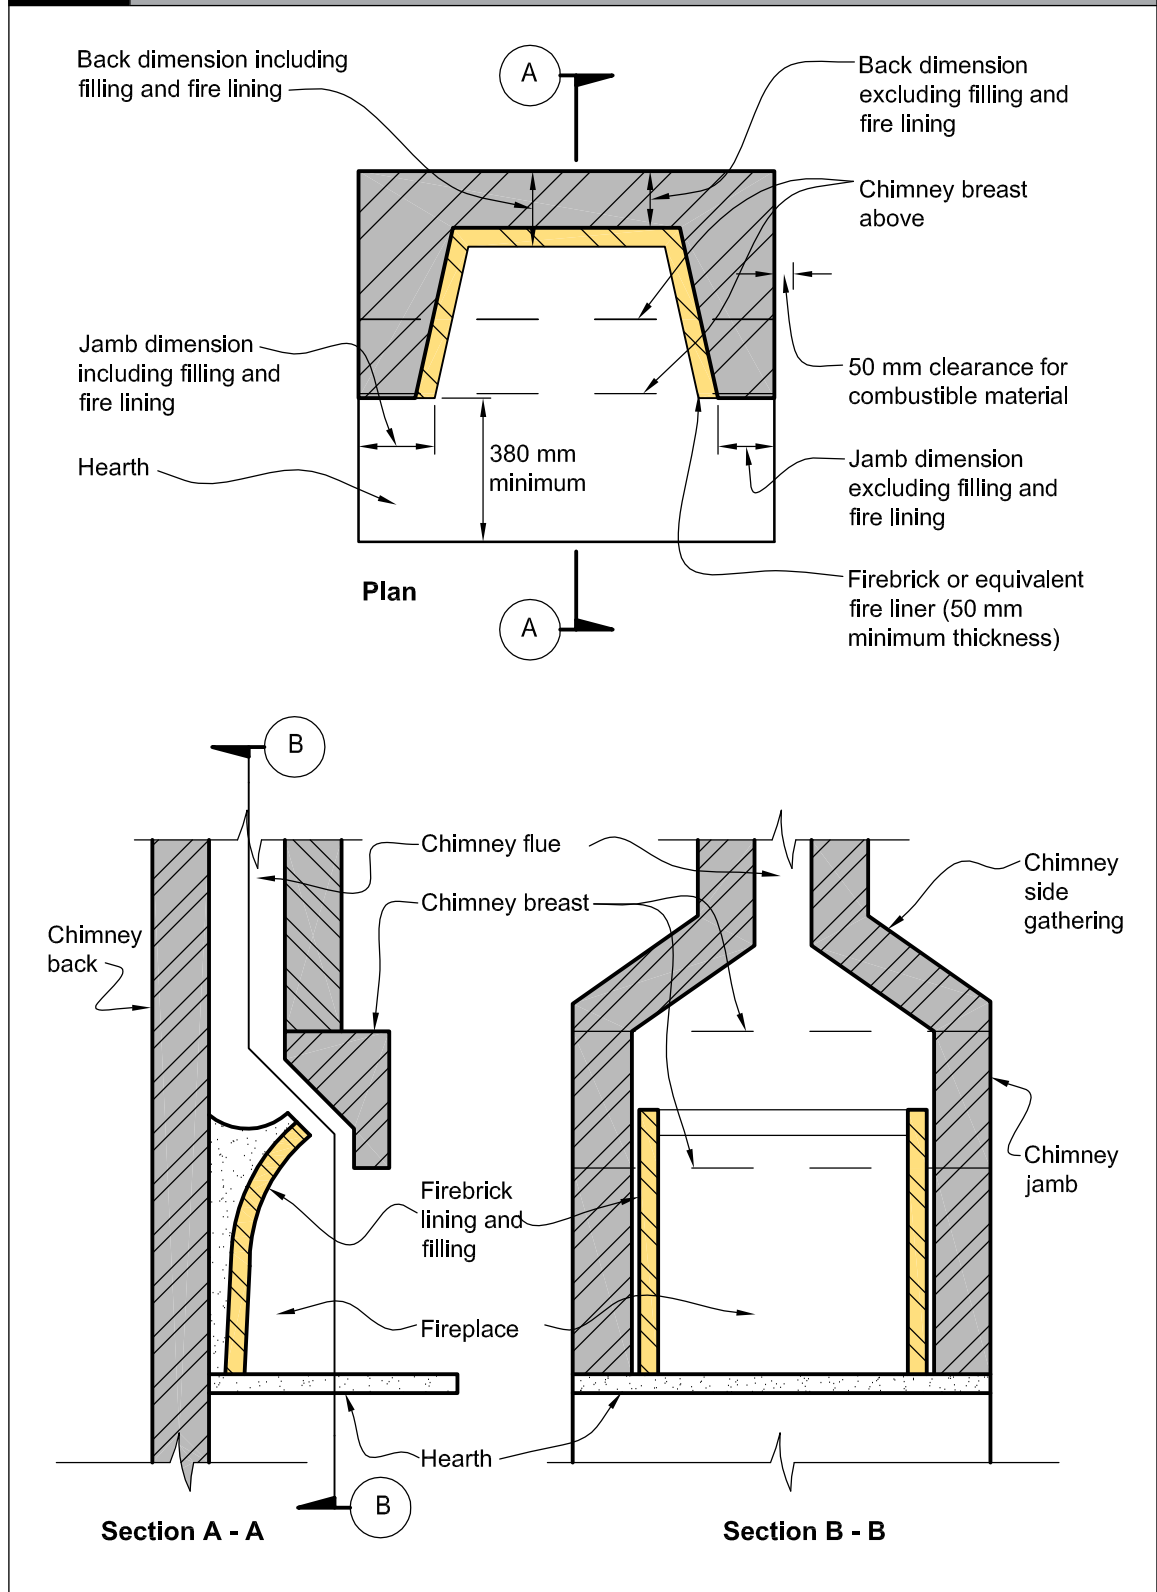 Back dimension including
filling and fire lining
A
Back dimension
excluding filling and
fire lining
Chimney breast
above
Jamb dimension
including filling and
fire lining
50 mm clearance for
combustible material
Hearth
380 mm
minimum
Jamb dimension
excluding filling and
fire lining
Plan
A
Firebrick or equivalent
fire liner (50 mm
minimum thickness)
B
Chimney flue
Chimney
side
gathering
Chimney breast
Chimney
back
Firebrick
lining and
filling
Chimney
jamb
Fireplace
Hearth
B
Section A - A
Section B - B